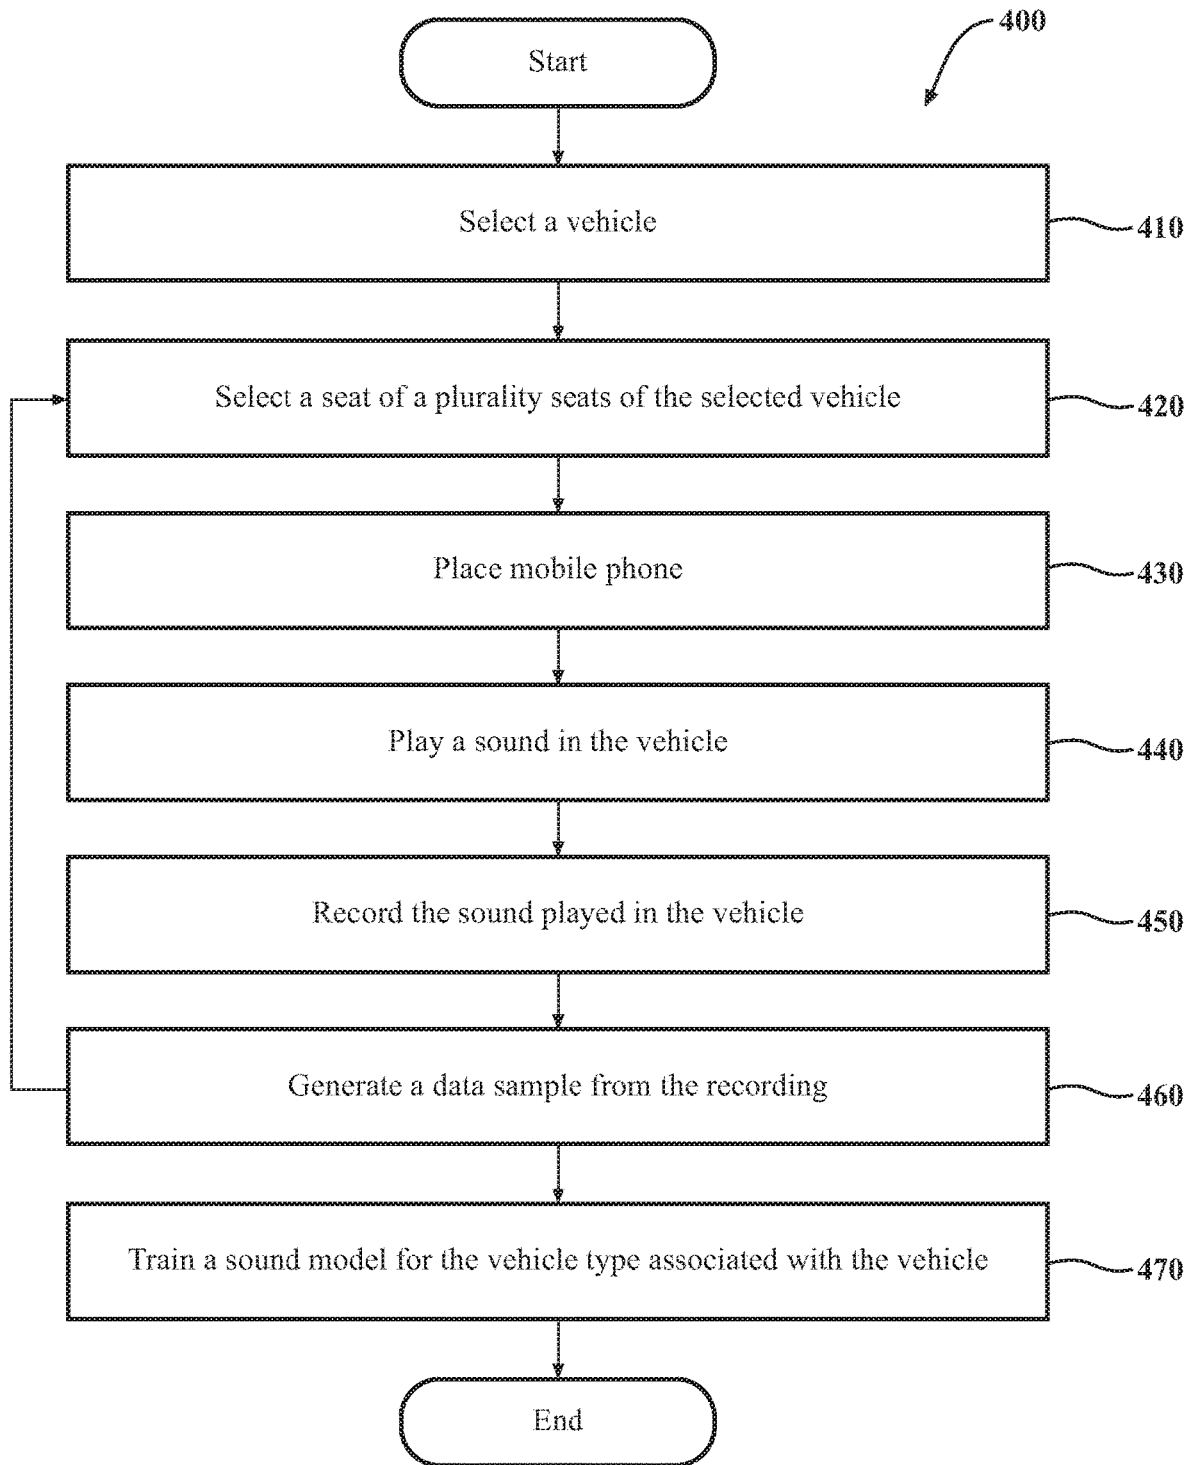 400
Start
Select a vehicle
410
Select a seat of a plurality seats of the selected vehicle
420
Place mobile phone
430
Play a sound in the vehicle
440
Record the sound played in the vehicle
450
Generate a data sample from the recording
460
Train a sound model for the vehicle type associated with the vehicle
470
End